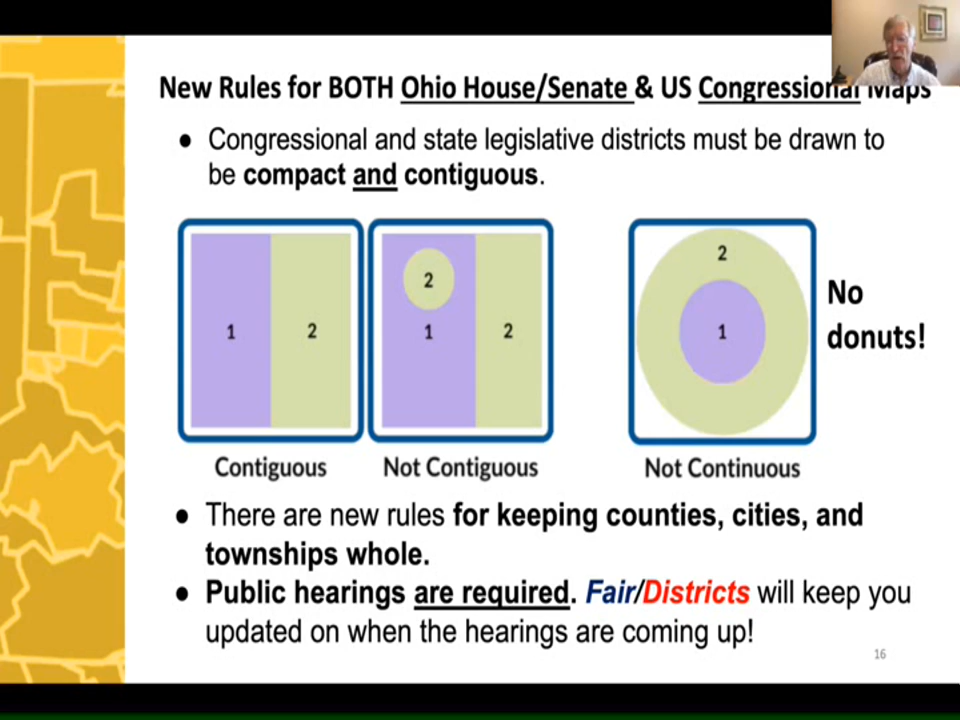 New Rules for BOTH Ohio House/Senate & US Congressional Maps
● Congressional and state legislative districts must be drawn to
be compact and contiguous.
1 2
2
1 2
2
1
No
donuts!
Contiguous
Not Contiguous
Not Continuous
● There are new rules for keeping counties, cities, and
townships whole.
● Public hearings are required. Fair/Districts will keep you
updated on when the hearings are coming up!
16